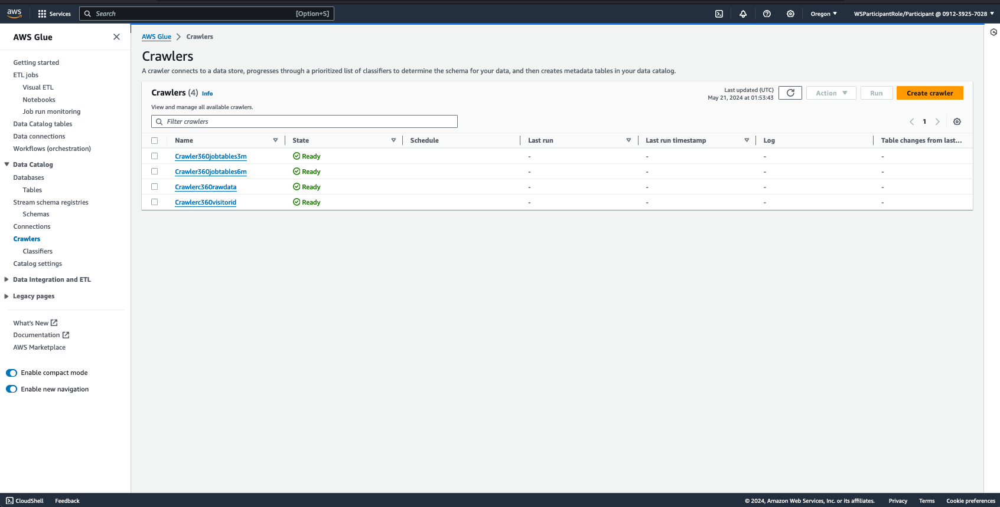 aws
Services
Search
[Option+S]
Oregon
WSParticipantRole/Participant @ 0912-3925-7028
AWS Glue
Getting started
ETL jobs
Visual ETL
Notebooks
Job run monitoring
Data Catalog tables
Data connections
Workflows (orchestration)
Data Catalog
Databases
Tables
Stream schema registries
Schemas
Connections
Crawlers
Classifiers
Catalog settings
Data Integration and ETL
Legacy pages
What's New
Documentation
AWS Marketplace
Enable compact mode
Enable new navigation
AWS Glue > Crawlers
Crawlers
A crawler connects to a data store, progresses through a prioritized list of classifiers to determine the schema for your data, and then creates metadata tables in your data catalog.
Crawlers (4) Info
View and manage all available crawlers.
Last updated (UTC)
May 21, 2024 at 01:53:43
Action
Run
Create crawler
Filter crawlers
1
Name State Schedule Last run Last run timestamp Log Table changes from last...
Crawler360jobtables3m Ready - - - -
Crawler360jobtables6m Ready - - - -
Crawlerc360rawdata Ready - - - -
Crawlerc360visitorid Ready - - - -
CloudShell
Feedback
© 2024, Amazon Web Services, Inc. or its affiliates.
Privacy
Terms
Cookie preferences